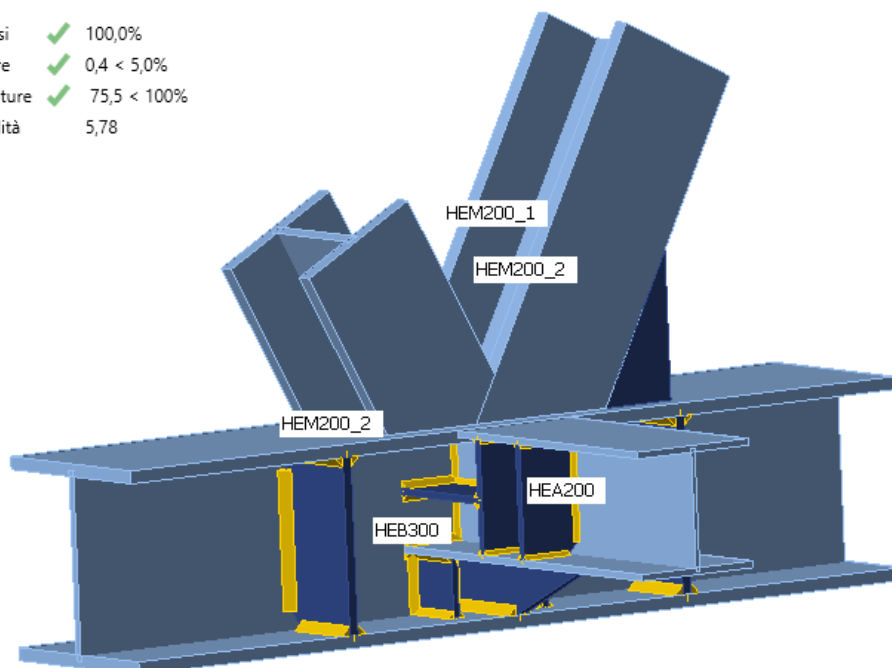 si 100,0%
re 0,4 < 5,0%
ture 75,5 < 100%
ità 5,78
HEM200_1
HEM200_2
HEM200_2
HEA200
HEB300